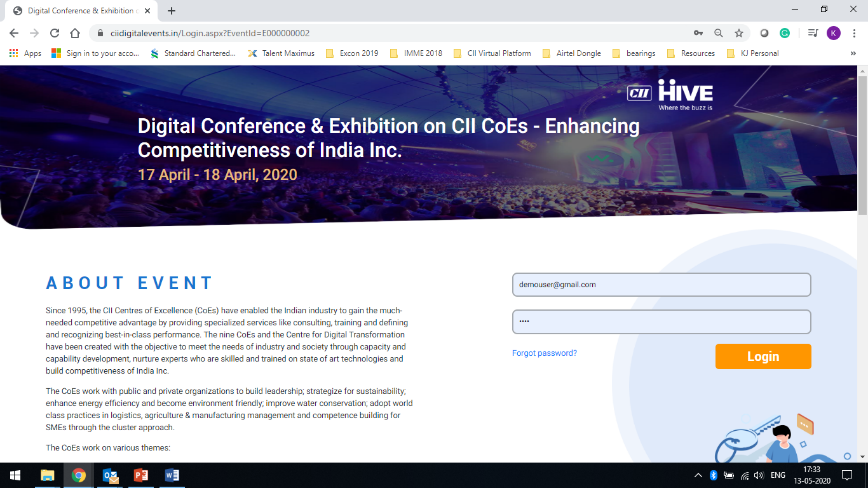 Digital Conference & Exhibition
ciidigitalevents.in/Login.aspx?EventId=E000000002
K
Apps
Sign in to your acco...
Standard Chartered...
Talent Maximus
Excon 2019
IMME 2018
CII Virtual Platform
Airtel Dongle
bearings
Resources
KJ Personal
»
CII HIVE
Where the buzz is
Digital Conference & Exhibition on CII CoEs - Enhancing
Competitiveness of India Inc.
17 April - 18 April, 2020
ABOUT EVENT
Since 1995, the CII Centres of Excellence (CoEs) have enabled the Indian industry to gain the much-
needed competitive advantage by providing specialized services like consulting, training and defining
and recognizing best-in-class performance. The nine CoEs and the Centre for Digital Transformation
have been created with the objective to meet the needs of industry and society through capacity and
capability development, nurture experts who are skilled and trained on state of art technologies and
build competitiveness of India Inc.
The CoEs work with public and private organizations to build leadership; strategize for sustainability;
enhance energy efficiency and become environment friendly; improve water conservation; adopt world
class practices in logistics, agriculture & manufacturing management and competence building for
SMEs through the cluster approach.
The CoEs work on various themes:
demouser@gmail.com
····
Forgot password?
Login
ENG
17:33
13-05-2020